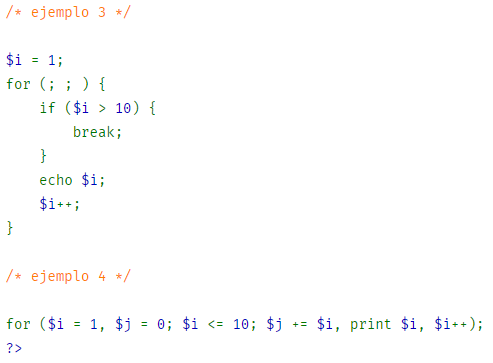 /* ejemplo 3 */
$i = 1;
for (; ; ) {
    if ($i > 10) {
        break;
    }
    echo $i;
    $i++;
}
/* ejemplo 4 */
for ($i = 1, $j = 0; $i <= 10; $j += $i, print $i, $i++);
?>